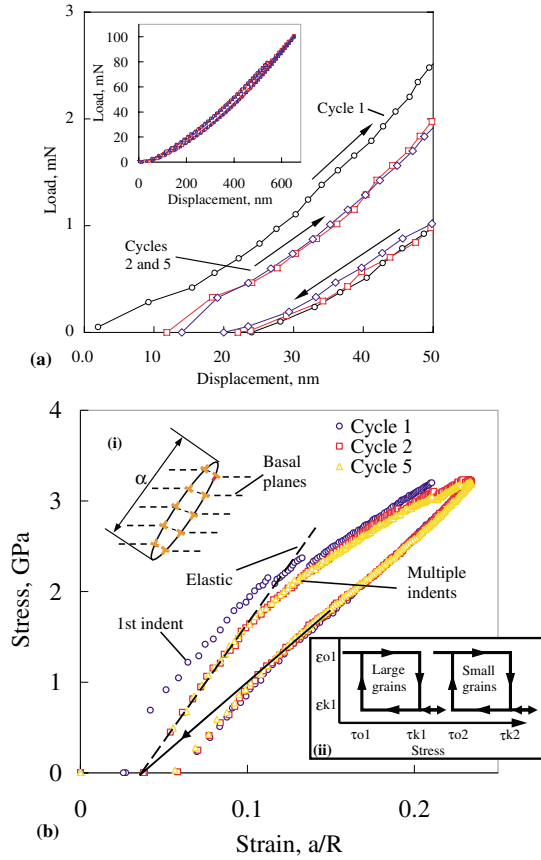 100
80
60
40
20
0
Load, mN
0 200 400 600
Displacement, nm
3
2
1
0
Load, mN
Cycle 1
Cycles
2 and 5
0.0 10 20 30 40 50
Displacement, nm
(a)
(i)
α
Basal
planes
Cycle 1
Cycle 2
Cycle 5
Elastic
Multiple
indents
1st indent
4
3
2
1
0
Stress, GPa
εo1
εk1
Large
grains
Small
grains
τo1 τk1 τo2 τk2
Stress
(ii)
0 0.1 0.2
Strain, a/R
(b)